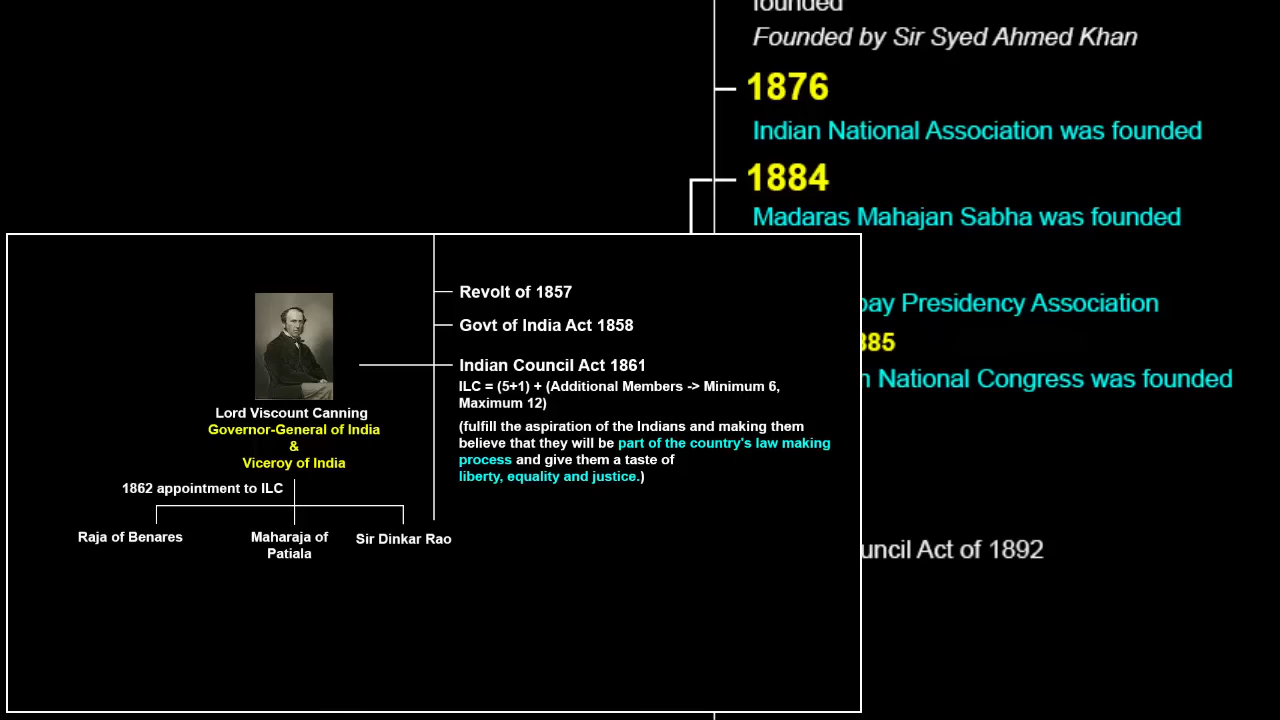 founded
Founded by Sir Syed Ahmed Khan
1876
Indian National Association was founded
1884
Madaras Mahajan Sabha was founded
Presidency Association
National Congress was founded
Act of 1892
Revolt of 1857
Govt of India Act 1858
Indian Council Act 1861
ILC = (5+1) + (Additional Members -> Minimum 6,
Maximum 12)
(fulfill the aspiration of the Indians and making them
believe that they will be part of the country's law making
process and give them a taste of
liberty, equality and justice.)
Lord Viscount Canning
Governor-General of India
&
Viceroy of India
1862 appointment to ILC
Raja of Benares
Maharaja of
Patiala
Sir Dinkar Rao